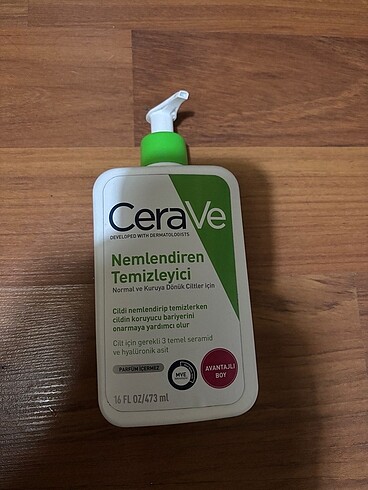 CeraVe
DEVELOPED WITH DERMATOLOGISTS
Nemlendiren
Temizleyici
Normal ve Kuruya Dönük Ciltler için
Cildi nemlendirip temizlerken
cildin koruyucu bariyerini
onarmaya yardımcı olur
Cilt için gerekli 3 temel seramid
ve hyalüronik asit
PARFÜM İÇERMEZ
MVE
AVANTAJLI
BOY
16 FL OZ/473 ml